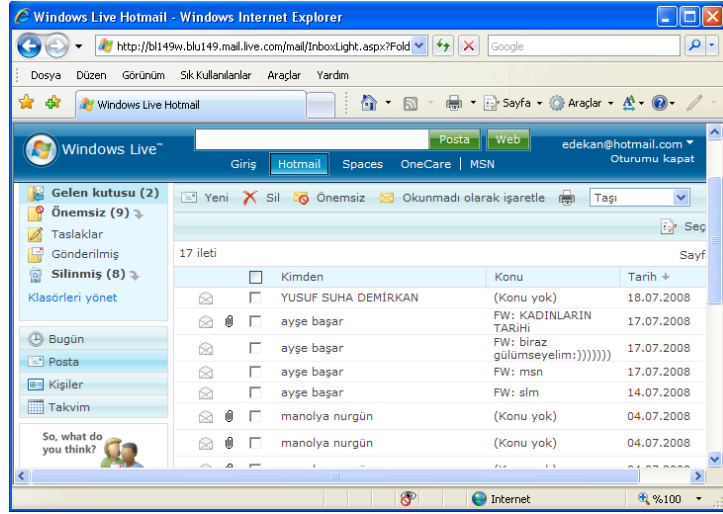 Windows Live Hotmail - Windows Internet Explorer
http://bl149w.blu149.mail.live.com/mail/InboxLight.aspx?Fold
Google
Dosya Düzen Görünüm Sık Kullanılanlar Araçlar Yardım
Windows Live Hotmail
Sayfa Araçlar
Windows Live™
Posta Web
edekan@hotmail.com
Oturumu kapat
Giriş Hotmail Spaces OneCare | MSN
Gelen kutusu (2)
Önemsiz (9)
Taslaklar
Gönderilmiş
Silinmiş (8)
Klasörleri yönet
Bugün
Posta
Kişiler
Takvim
So, what do
you think?
Yeni Sil Önemsiz Okunmadı olarak işaretle Taşı
Seç
17 ileti Sayf
Kimden Konu Tarih
YUSUF SUHA DEMİRKAN (Konu yok) 18.07.2008
ayşe başar FW: KADINLARIN TARiHi 17.07.2008
ayşe başar FW: biraz gülümseyelim:))))))) 17.07.2008
ayşe başar FW: msn 17.07.2008
ayşe başar FW: slm 14.07.2008
manolya nurgün (Konu yok) 04.07.2008
manolya nurgün (Konu yok) 04.07.2008
Internet %100